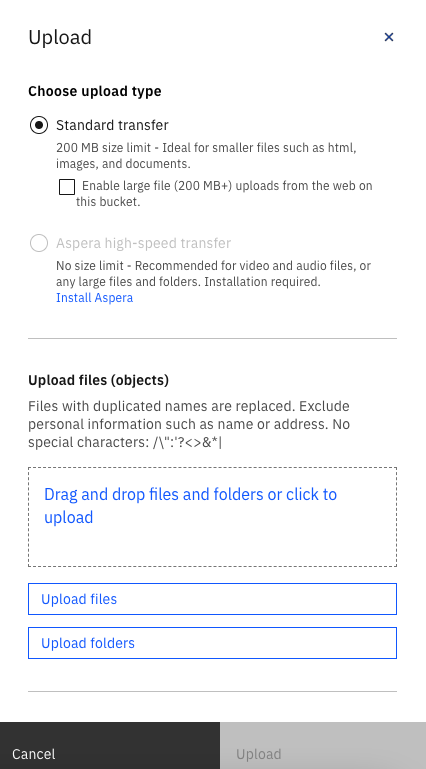 Upload
Choose upload type
Standard transfer
200 MB size limit - Ideal for smaller files such as html,
images, and documents.
Enable large file (200 MB+) uploads from the web on
this bucket.
Aspera high-speed transfer
No size limit - Recommended for video and audio files, or
any large files and folders. Installation required.
Install Aspera
Upload files (objects)
Files with duplicated names are replaced. Exclude
personal information such as name or address. No
special characters: /\":'?<>&*|
Drag and drop files and folders or click to
upload
Upload files
Upload folders
Cancel
Upload